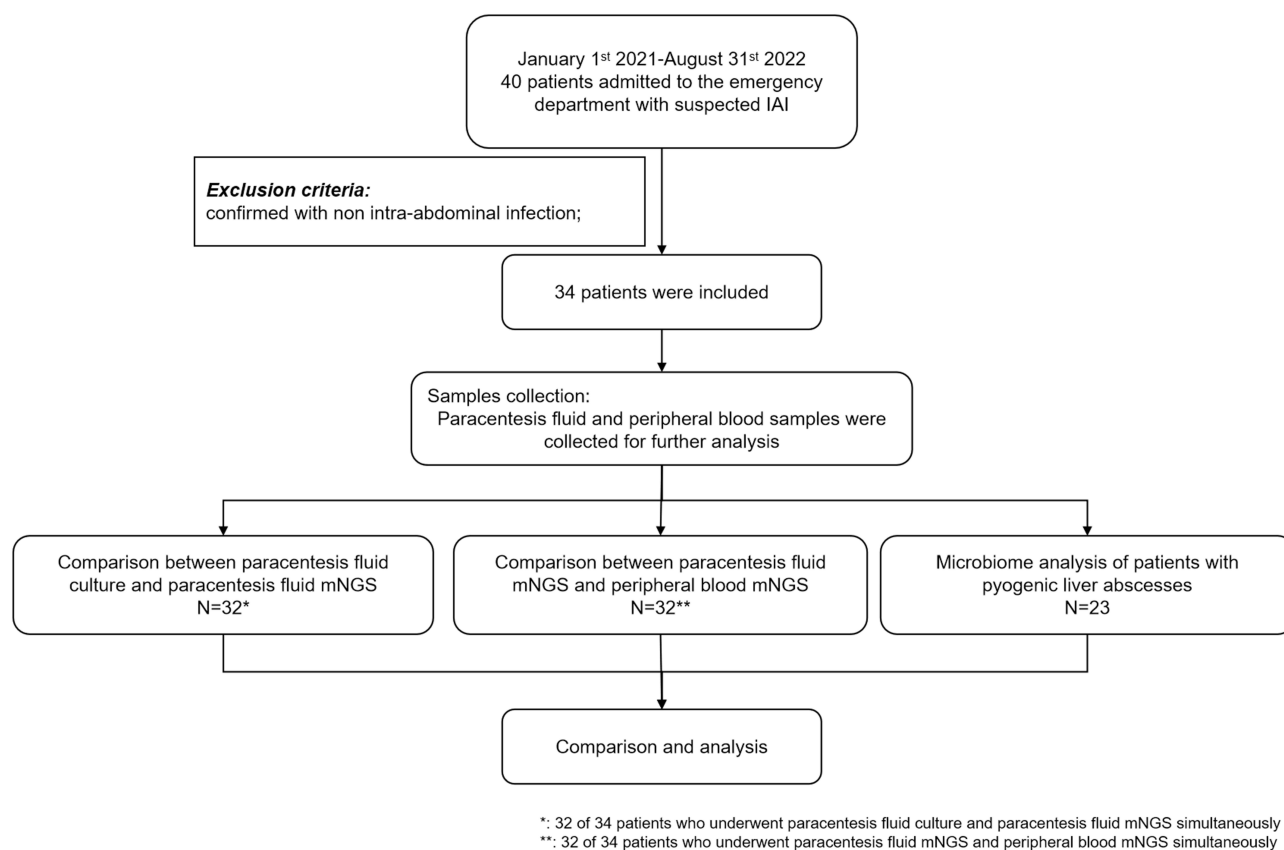 January 1st 2021-August 31st 2022
40 patients admitted to the emergency
department with suspected IAI
Exclusion criteria:
confirmed with non intra-abdominal infection;
34 patients were included
Samples collection:
Paracentesis fluid and peripheral blood samples were
collected for further analysis
Comparison between paracentesis fluid
culture and paracentesis fluid mNGS
N=32*
Comparison between paracentesis fluid
mNGS and peripheral blood mNGS
N=32**
Microbiome analysis of patients with
pyogenic liver abscesses
N=23
Comparison and analysis
*: 32 of 34 patients who underwent paracentesis fluid culture and paracentesis fluid mNGS simultaneously
**: 32 of 34 patients who underwent paracentesis fluid mNGS and peripheral blood mNGS simultaneously